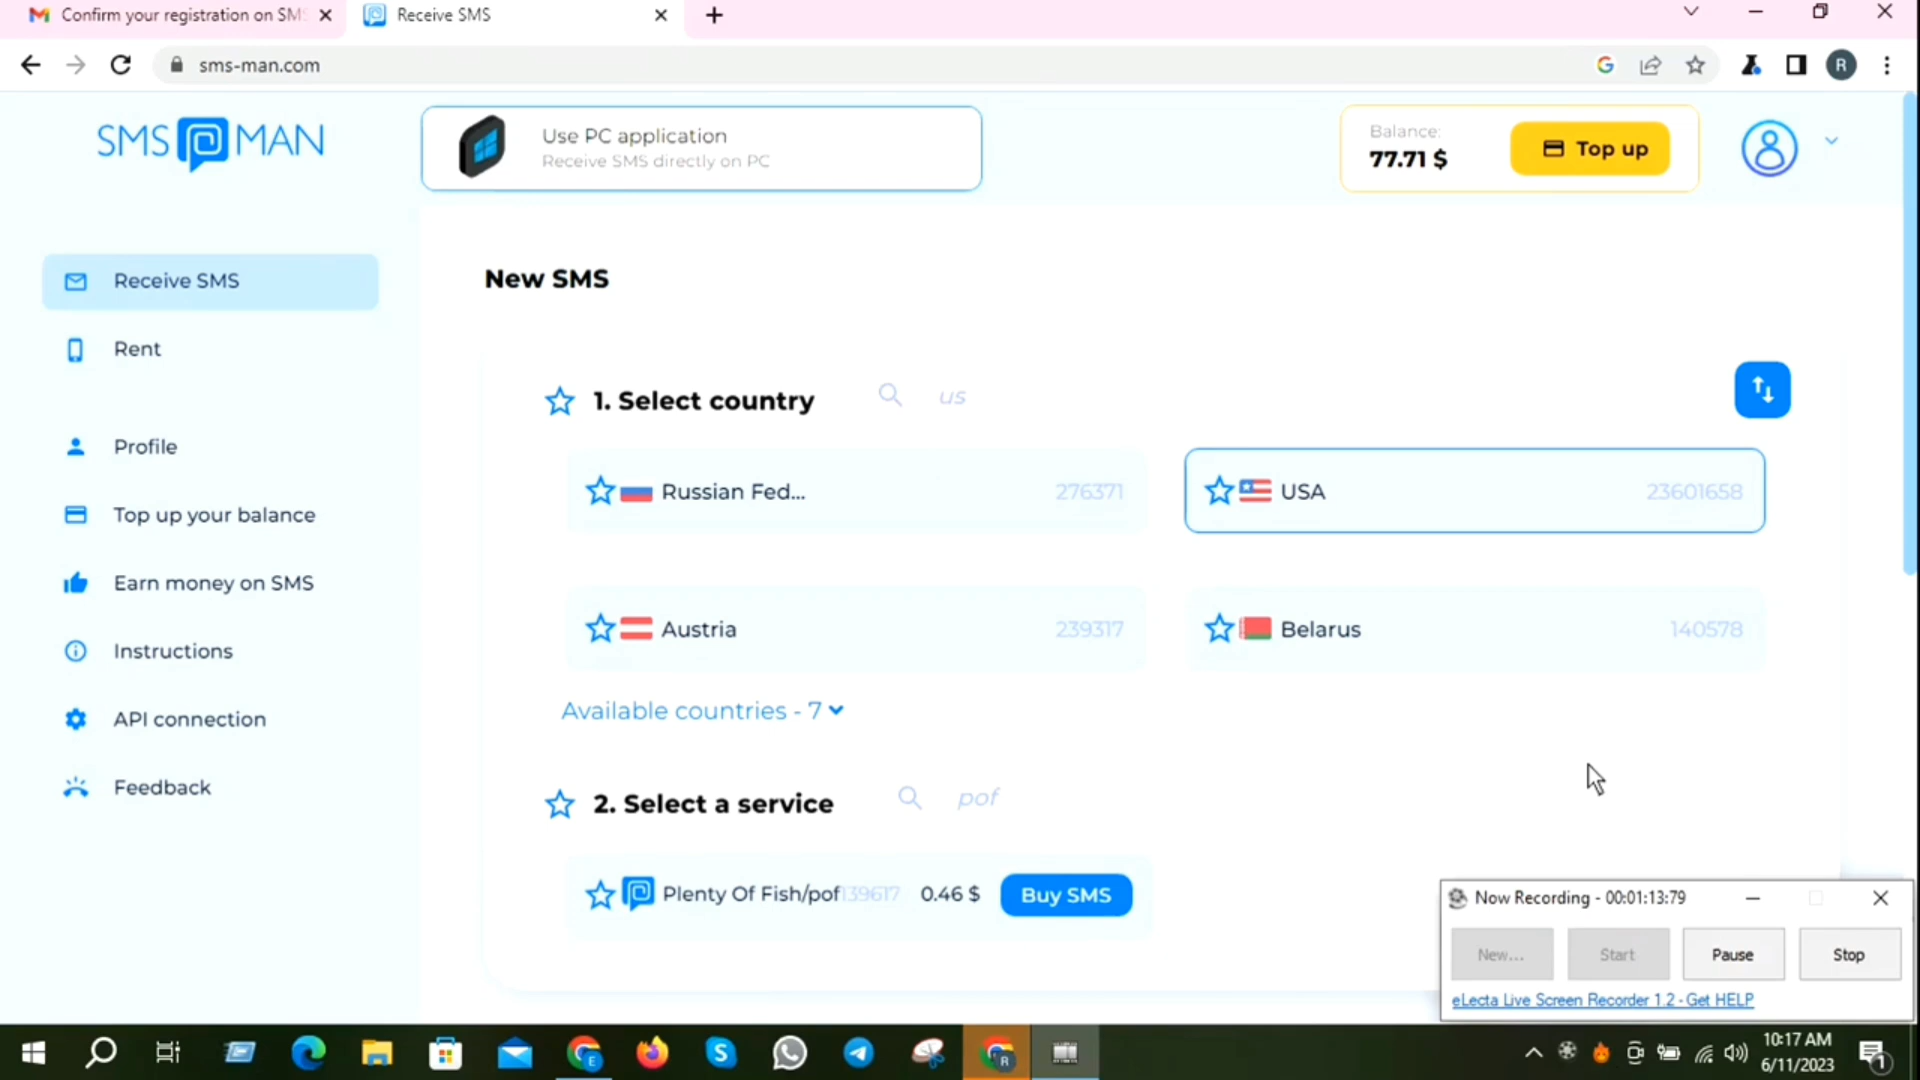 Confirm your registration on SMS
Receive SMS
sms-man.com
R
SMS MAN
Use PC application
Receive SMS directly on PC
Balance:
77.71 $
Top up
Receive SMS
Rent
Profile
Top up your balance
Earn money on SMS
Instructions
API connection
Feedback
New SMS
1. Select country
us
Russian Fed...
276371
USA
23601658
Austria
239317
Belarus
140578
Available countries - 7
2. Select a service
pof
Plenty Of Fish/pof
139617
0.46 $
Buy SMS
Now Recording - 00:01:13:79
New...
Start
Pause
Stop
eLecta Live Screen Recorder 1.2 - Get HELP
10:17 AM
6/11/2023
1